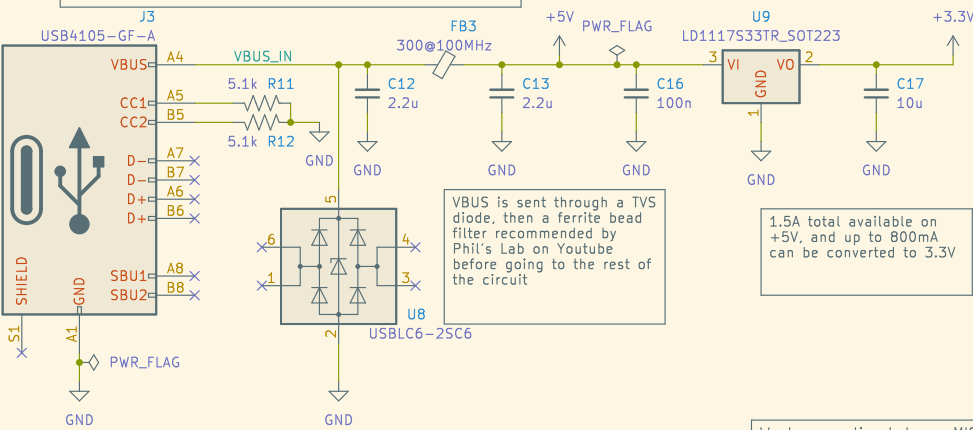 J3
USB4105-GF-A
VBUS
A4
VBUS_IN
CC1
A5
5.1k
R11
CC2
B5
5.1k
R12
GND
D-
A7
D-
B7
D+
A6
D+
B6
SBU1
A8
SBU2
B8
SHIELD
GND
S1
A1
PWR_FLAG
GND
C12
2.2u
GND
FB3
300@100MHz
C13
2.2u
GND
+5V
PWR_FLAG
C16
100n
GND
U9
LD1117S33TR_SOT223
3
VI
VO
2
GND
1
GND
+3.3V
C17
10u
GND
5
6
4
1
3
2
U8
USBLC6-2SC6
GND
VBUS is sent through a TVS
diode, then a ferrite bead
filter recommended by
Phil's Lab on Youtube
before going to the rest of
the circuit
1.5A total available on
+5V, and up to 800mA
can be converted to 3.3V